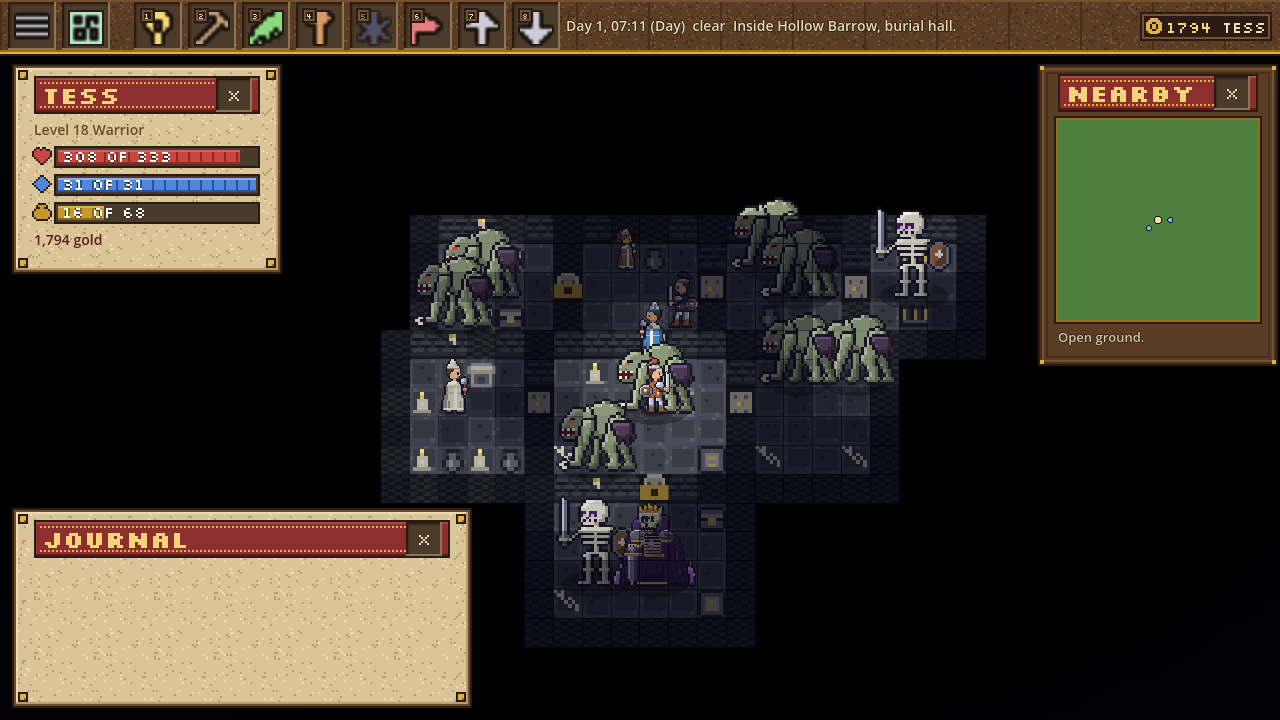 1
2
3
4
5
6
7
8
Day 1, 07:11 (Day)  clear  Inside Hollow Barrow, burial hall.
1794 TESS
TESS
Level 18 Warrior
308 OF 333
31 OF 31
18 OF 68
1,794 gold
NEARBY
Open ground.
JOURNAL